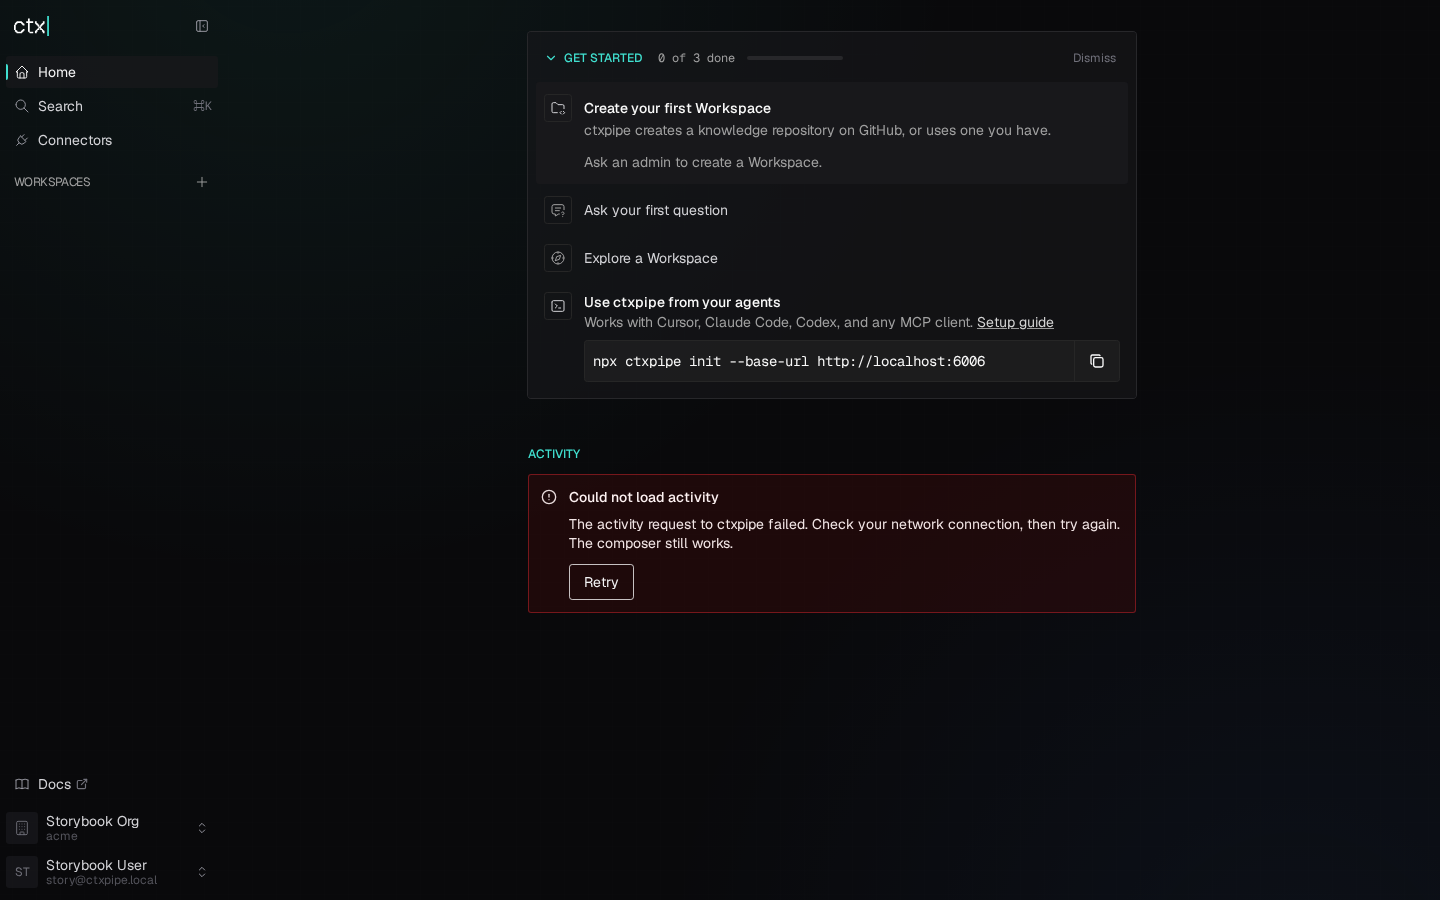 ctx
Home
Search ⌘K
Connectors
WORKSPACES
GET STARTED 0 of 3 done Dismiss
Create your first Workspace
ctxpipe creates a knowledge repository on GitHub, or uses one you have.
Ask an admin to create a Workspace.
Ask your first question
Explore a Workspace
Use ctxpipe from your agents
Works with Cursor, Claude Code, Codex, and any MCP client. Setup guide
npx ctxpipe init --base-url http://localhost:6006
ACTIVITY
Could not load activity
The activity request to ctxpipe failed. Check your network connection, then try again.
The composer still works.
Retry
Docs
Storybook Org
acme
ST
Storybook User
story@ctxpipe.local